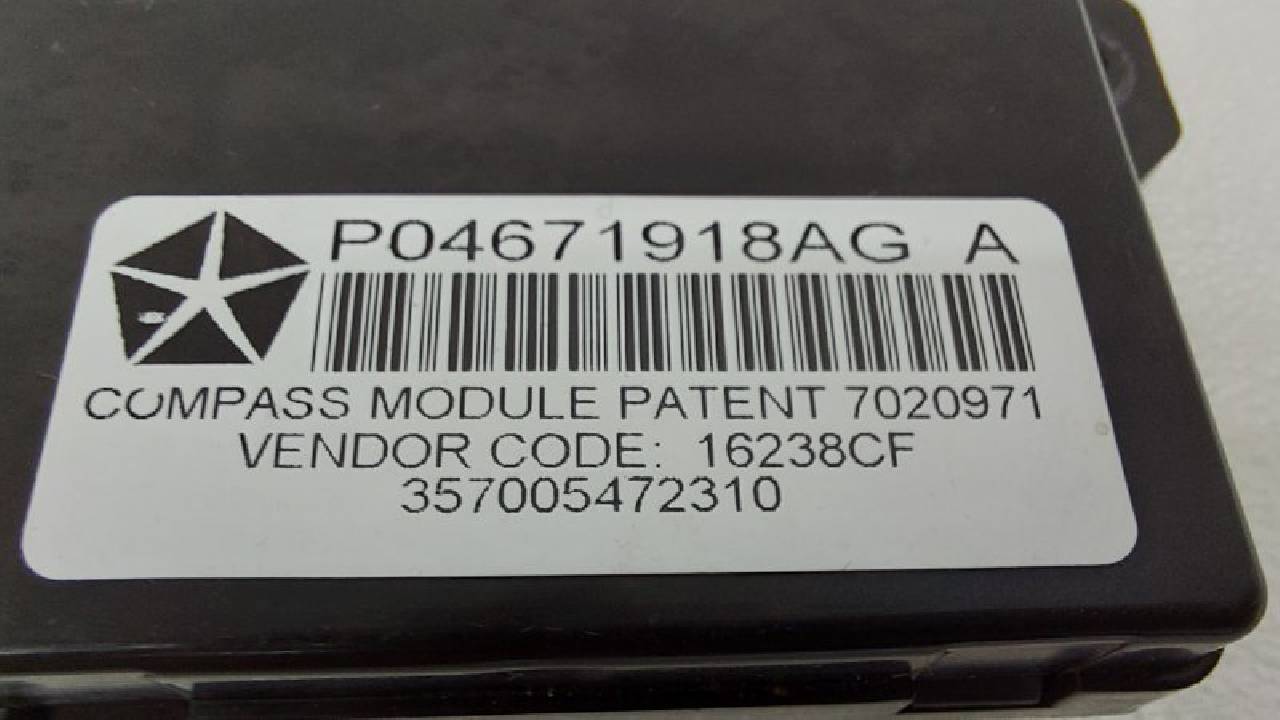 P04671918AG A
COMPASS MODULE PATENT 7020971
VENDOR CODE: 16238CF
357005472310